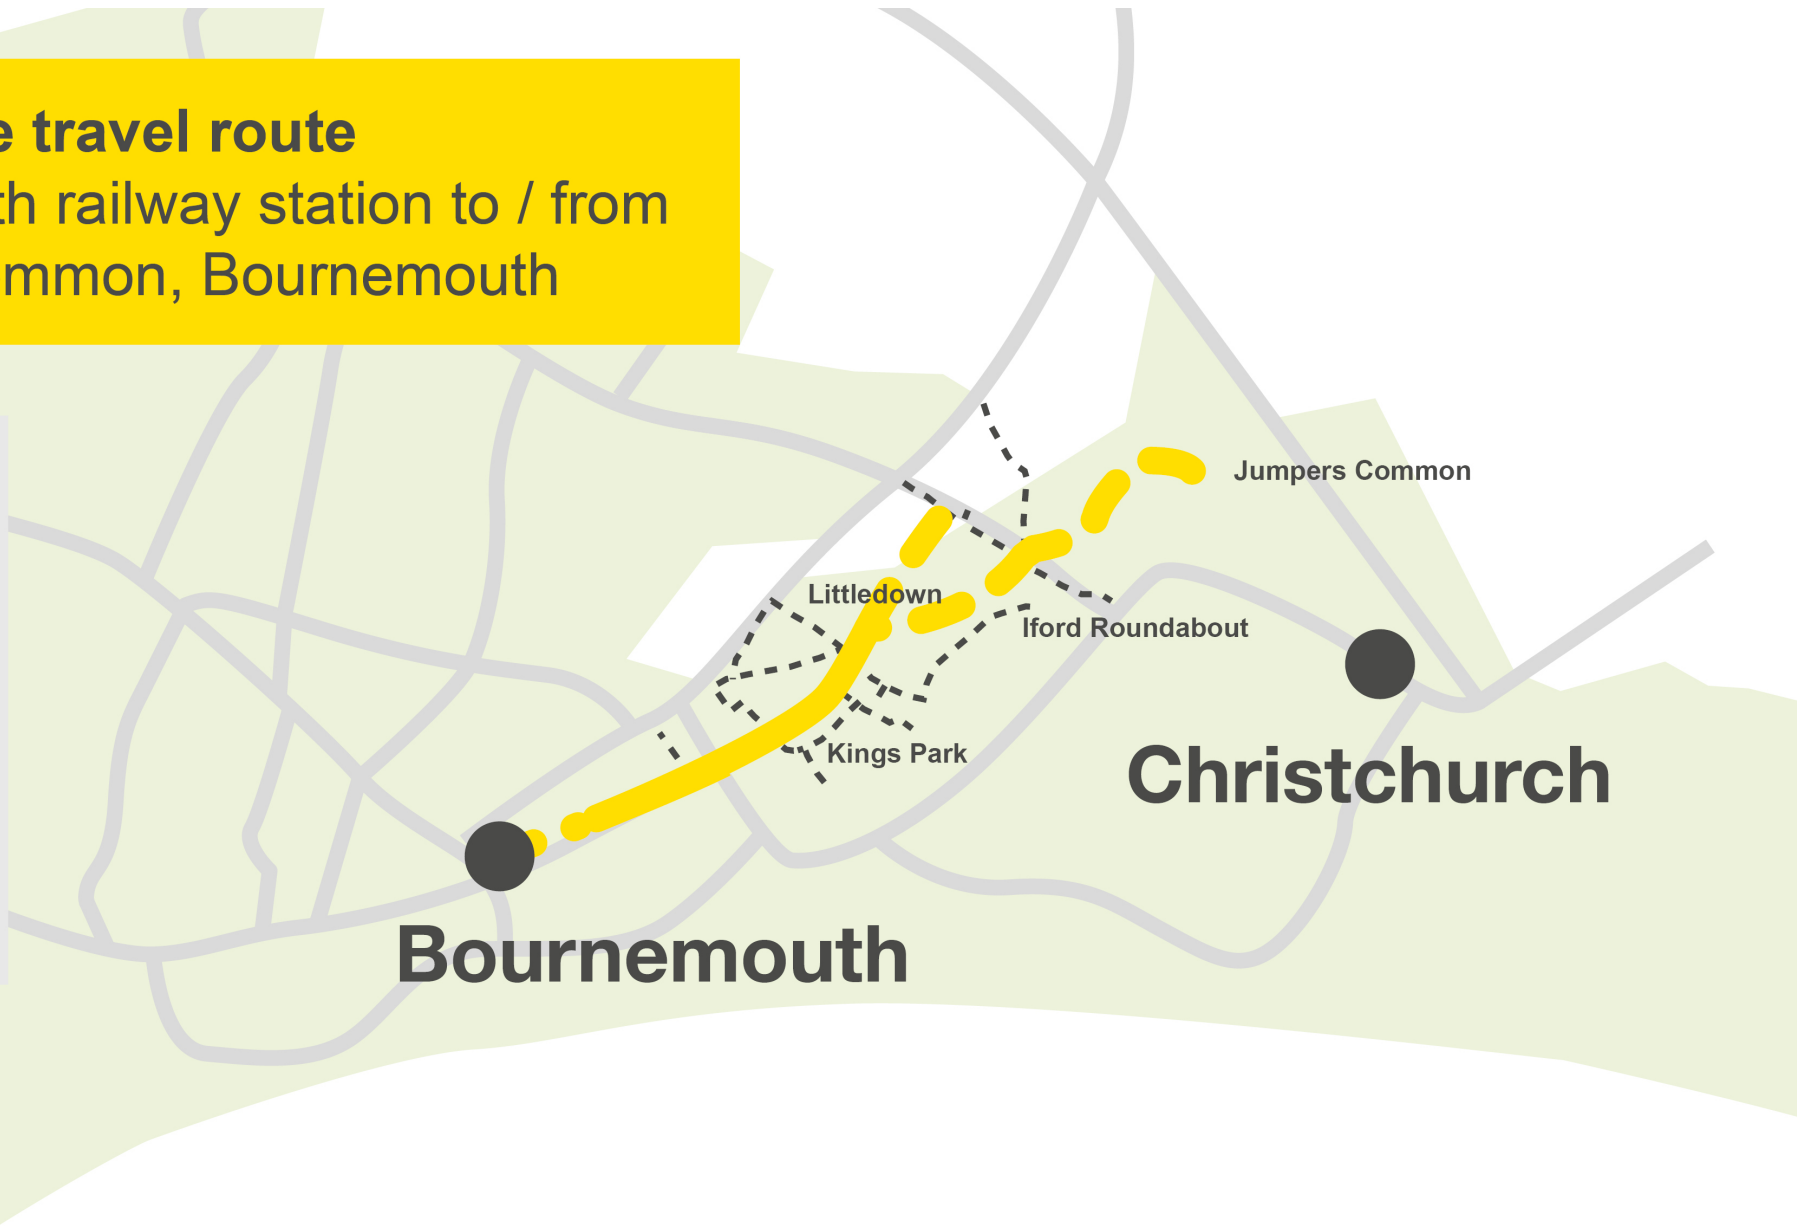 e travel route
th railway station to / from
mmon, Bournemouth
Jumpers Common
Littledown
Iford Roundabout
Kings Park
Christchurch
Bournemouth